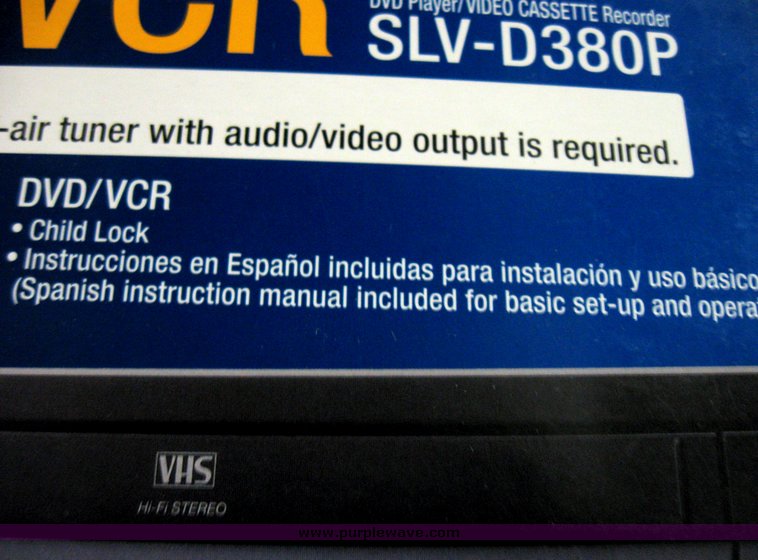 VCR
DVD Player/VIDEO CASSETTE Recorder
SLV-D380P
-air tuner with audio/video output is required.
DVD/VCR
• Child Lock
• Instrucciones en Español incluidas para instalación y uso básico
(Spanish instruction manual included for basic set-up and opera
VHS
Hi-Fi STEREO
www.purplewave.com